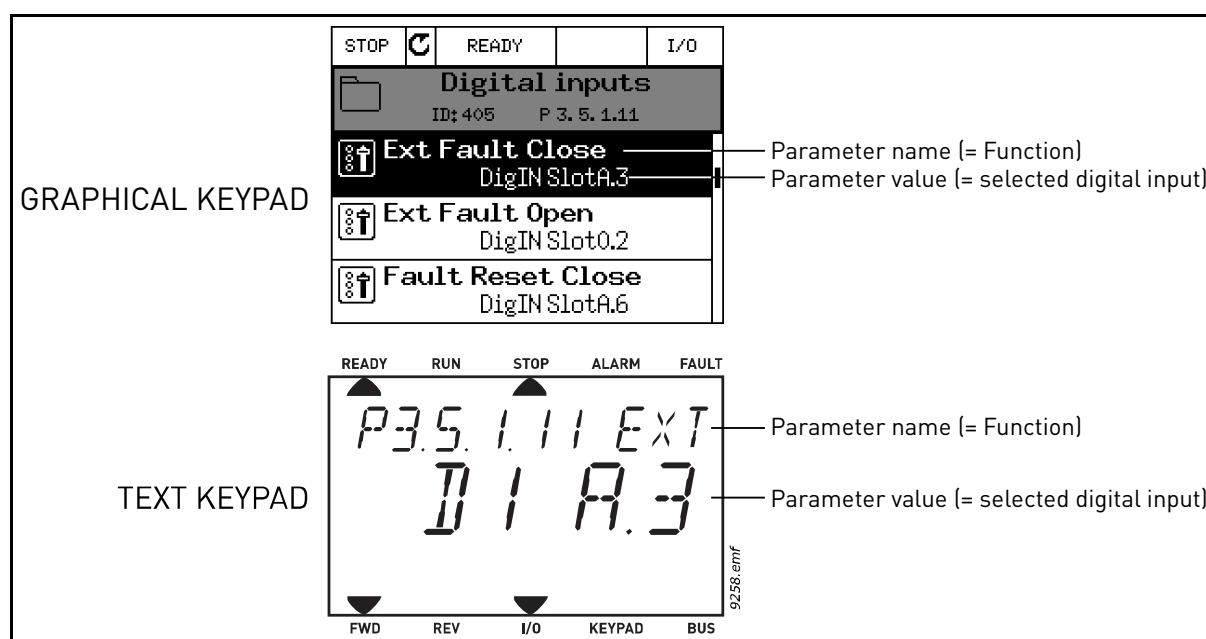 STOP READY I/O
Digital inputs
ID:405 P 3.5.1.11
Ext Fault Close
Parameter name (= Function)
DigIN SlotA.3
Parameter value (= selected digital input)
GRAPHICAL KEYPAD
Ext Fault Open
DigIN Slot0.2
Fault Reset Close
DigIN SlotA.6
READY RUN STOP ALARM FAULT
P3.5.1.11 EXT
Parameter name (= Function)
TEXT KEYPAD
DI A.3
Parameter value (= selected digital input)
9258.emf
FWD REV I/O KEYPAD BUS